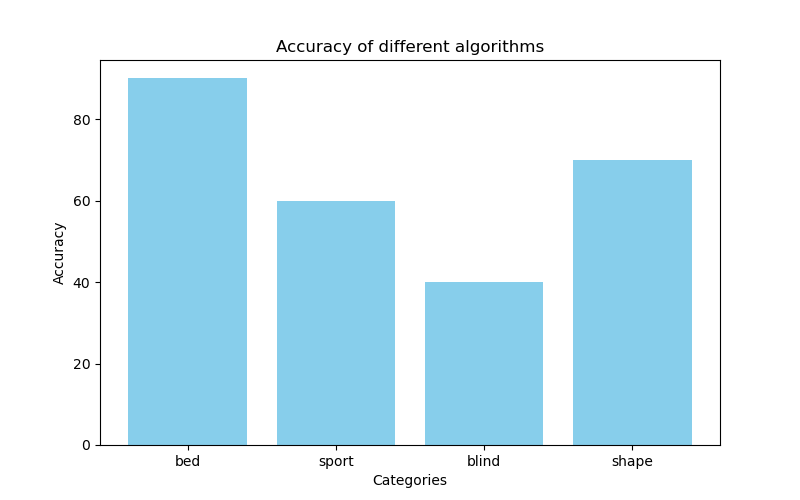 Accuracy of different algorithms
80
60
40
20
0
Accuracy
bed sport blind shape
Categories